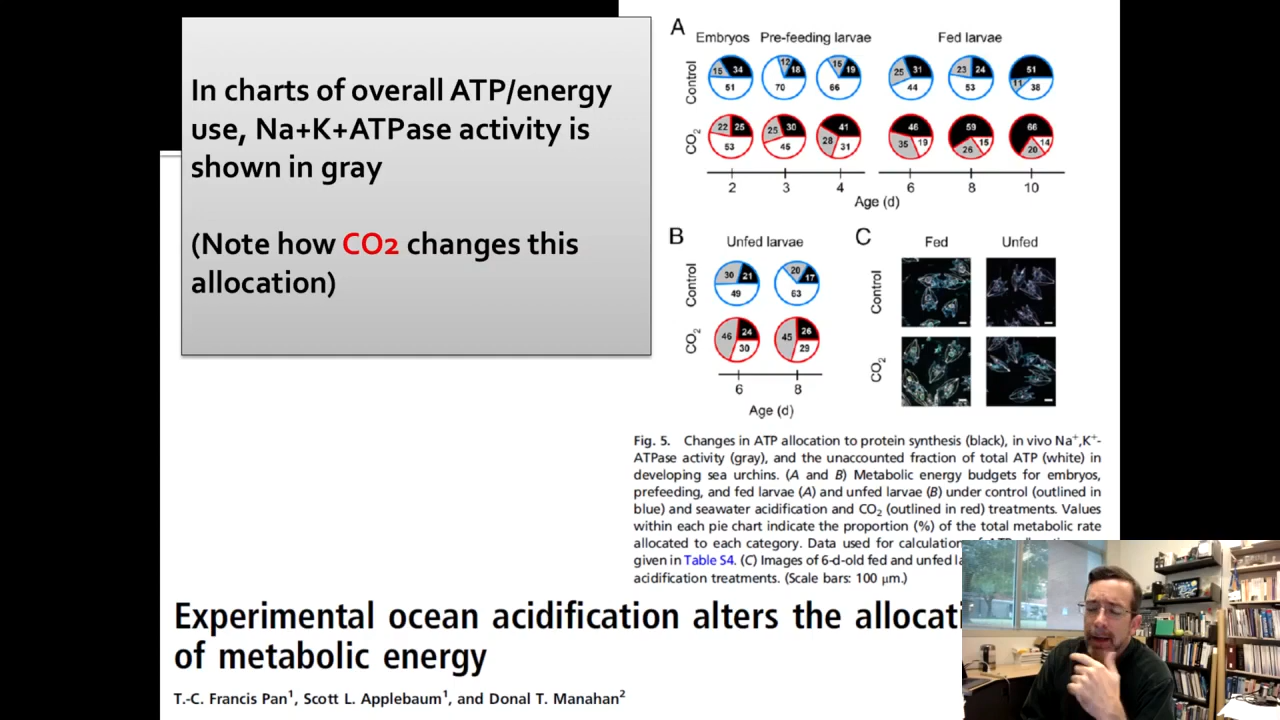 In charts of overall ATP/energy
use, Na+K+ATPase activity is
shown in gray
(Note how CO2 changes this
allocation)
A
Embryos Pre-feeding larvae Fed larvae
Control
15 34 51
12 18 70
15 19 66
25 31 44
23 24 53
51 11 38
CO2
22 25 53
25 30 45
41 28 31
46 35 19
59 26 15
66 20 14
2 3 4 6 8 10
Age (d)
B
Unfed larvae
Control
30 21 49
20 17 63
CO2
46 24 30
45 26 29
6 8
Age (d)
C
Fed Unfed
Control
CO2
Fig. 5. Changes in ATP allocation to protein synthesis (black), in vivo Na+,K+-
ATPase activity (gray), and the unaccounted fraction of total ATP (white) in
developing sea urchins. (A and B) Metabolic energy budgets for embryos,
prefeeding, and fed larvae (A) and unfed larvae (B) under control (outlined in
blue) and seawater acidification and CO2 (outlined in red) treatments. Values
within each pie chart indicate the proportion (%) of the total metabolic rate
allocated to each category. Data used for calculation
given in Table S4. (C) Images of 6-d-old fed and unfed
acidification treatments. (Scale bars: 100 µm.)
Experimental ocean acidification alters the allocati
of metabolic energy
T.-C. Francis Pan1, Scott L. Applebaum1, and Donal T. Manahan2